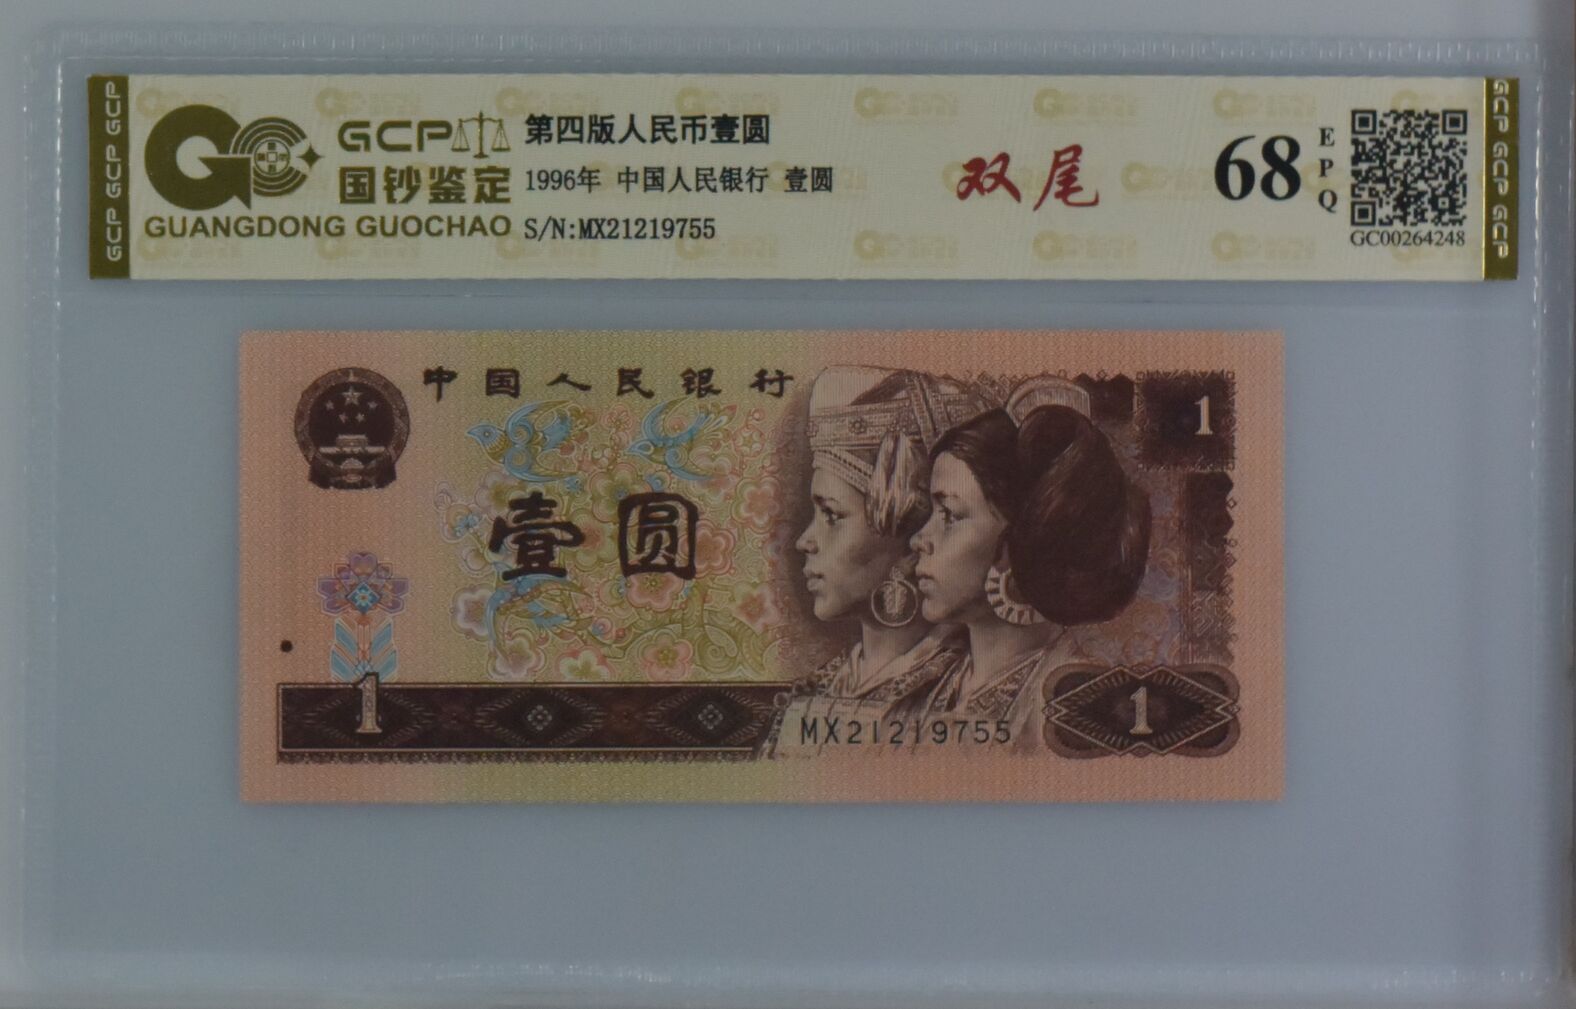 GCP GCP GCP
GCP
国钞鉴定
GUANGDONG GUOCHAO
第四版人民币壹圆
1996年 中国人民银行 壹圆
S/N:MX21219755
双尾
68
EPQ
GC00264248
GCP GCP GCP
中国人民银行
1
壹圆
1
MX21219755
1